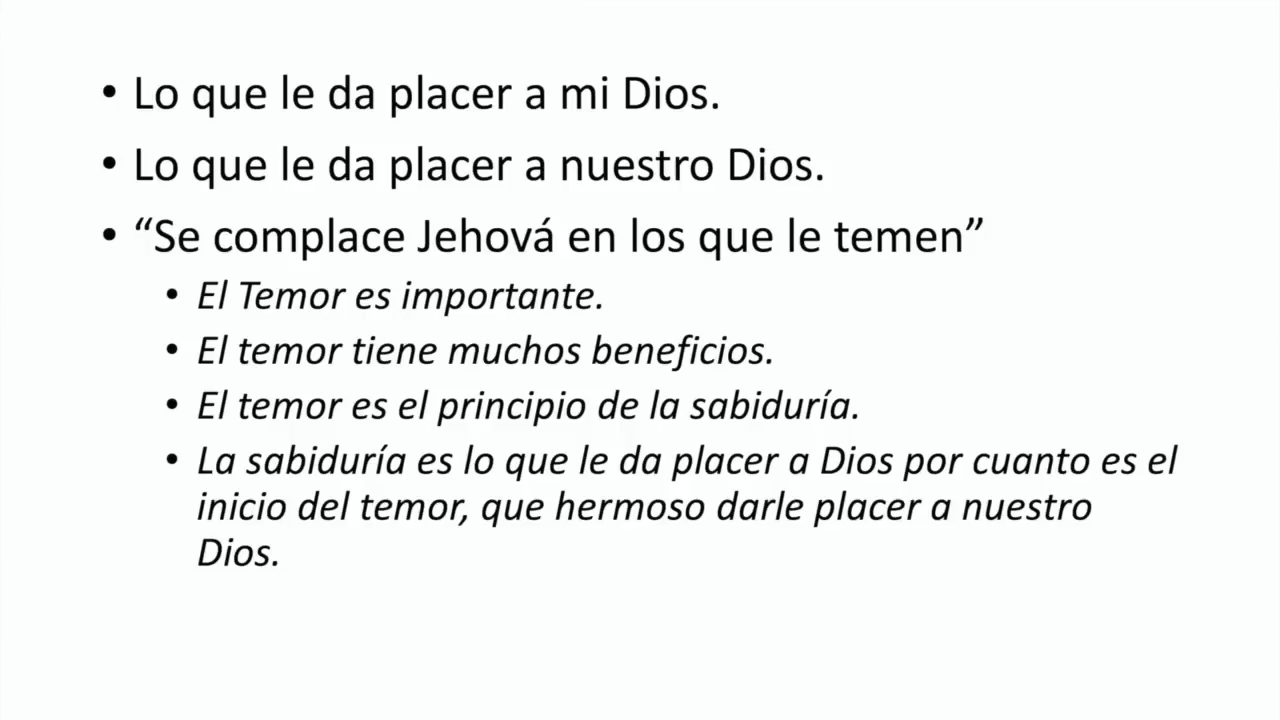 • Lo que le da placer a mi Dios.
• Lo que le da placer a nuestro Dios.
• “Se complace Jehová en los que le temen”
• El Temor es importante.
• El temor tiene muchos beneficios.
• El temor es el principio de la sabiduría.
• La sabiduría es lo que le da placer a Dios por cuanto es el
inicio del temor, que hermoso darle placer a nuestro
Dios.